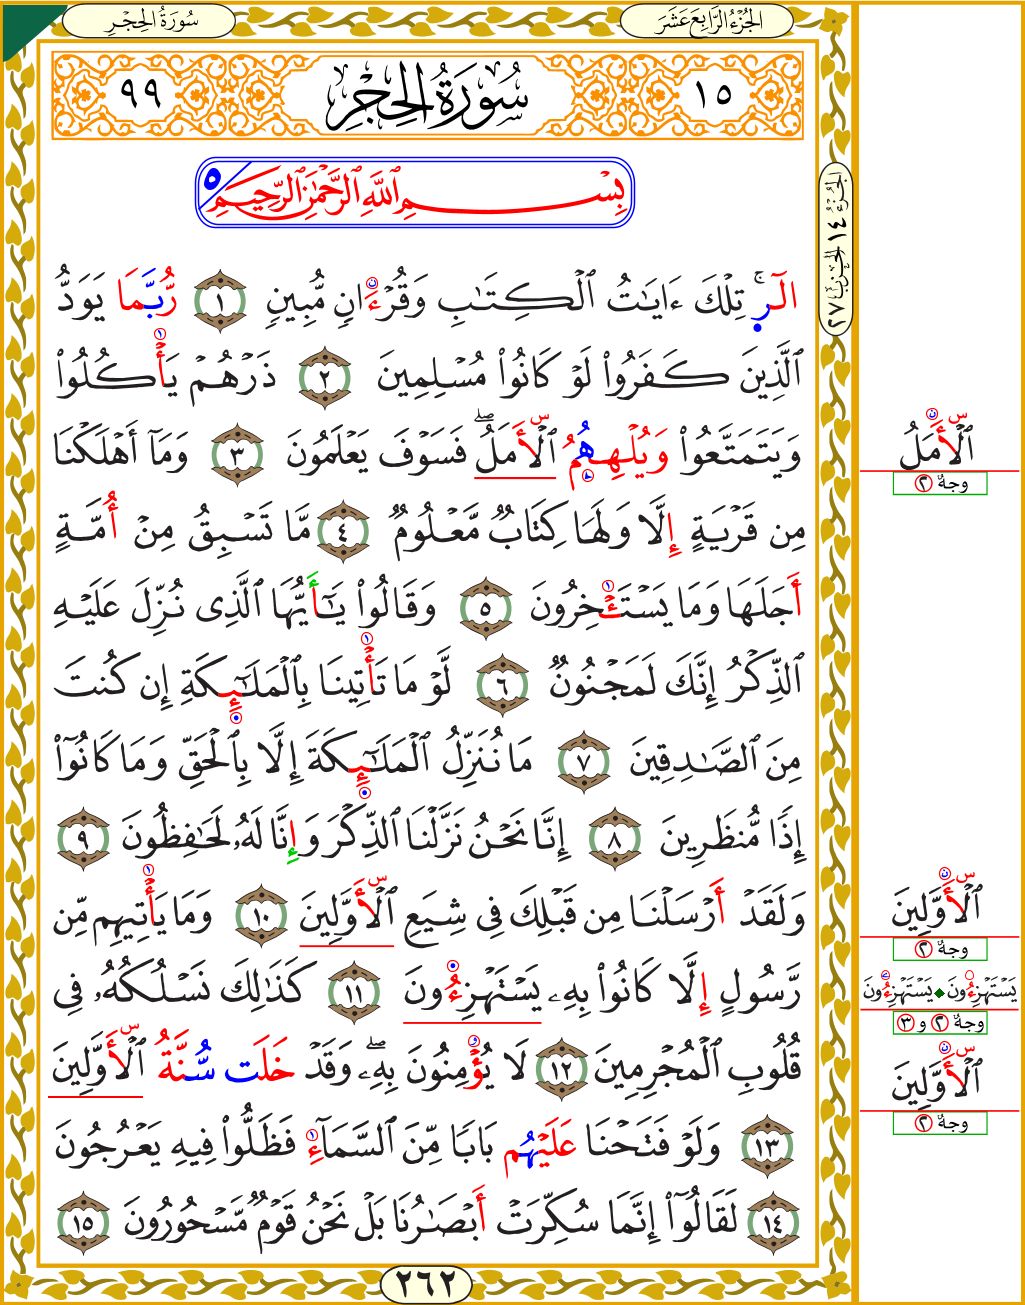 سُورَةُ الحِجْرِ
الجُزْءُ الرَّابِعَ عَشَرَ
١٥ سُورَةُ الحِجْرِ ٩٩
بِسْمِ ٱللَّهِ ٱلرَّحْمَٰنِ ٱلرَّحِيمِ ٥
الجُزْءُ ١٤ الحِزْبُ ٢٧
الٓرۚ تِلْكَ ءَايَٰتُ ٱلْكِتَٰبِ وَقُرْءَانٍ مُّبِينٍ ١ رُّبَّمَا يَوَدُّ
ٱلَّذِينَ كَفَرُوا۟ لَوْ كَانُوا۟ مُسْلِمِينَ ٢ ذَرْهُمْ يَأْكُلُوا۟
وَيَتَمَتَّعُوا۟ وَيُلْهِهِمُ ٱلْأَمَلُۖ فَسَوْفَ يَعْلَمُونَ ٣ وَمَآ أَهْلَكْنَا
مِن قَرْيَةٍ إِلَّا وَلَهَا كِتَابٌ مَّعْلُومٌ ٤ مَّا تَسْبِقُ مِنْ أُمَّةٍ
أَجَلَهَا وَمَا يَسْتَـْٔخِرُونَ ٥ وَقَالُوا۟ يَٰٓأَيُّهَا ٱلَّذِى نُزِّلَ عَلَيْهِ
ٱلذِّكْرُ إِنَّكَ لَمَجْنُونٌ ٦ لَّوْ مَا تَأْتِينَا بِٱلْمَلَٰٓئِكَةِ إِن كُنتَ
مِنَ ٱلصَّٰدِقِينَ ٧ مَا نُنَزِّلُ ٱلْمَلَٰٓئِكَةَ إِلَّا بِٱلْحَقِّ وَمَا كَانُوٓا۟
إِذًا مُّنظَرِينَ ٨ إِنَّا نَحْنُ نَزَّلْنَا ٱلذِّكْرَ وَإِنَّا لَهُۥ لَحَٰفِظُونَ ٩
وَلَقَدْ أَرْسَلْنَا مِن قَبْلِكَ فِى شِيَعِ ٱلْأَوَّلِينَ ١٠ وَمَا يَأْتِيهِم مِّن
رَّسُولٍ إِلَّا كَانُوا۟ بِهِۦ يَسْتَهْزِءُونَ ١١ كَذَٰلِكَ نَسْلُكُهُۥ فِى
قُلُوبِ ٱلْمُجْرِمِينَ ١٢ لَا يُؤْمِنُونَ بِهِۦۖ وَقَدْ خَلَتْ سُنَّةُ ٱلْأَوَّلِينَ
١٣ وَلَوْ فَتَحْنَا عَلَيْهِم بَابًا مِّنَ ٱلسَّمَآءِ فَظَلُّوا۟ فِيهِ يَعْرُجُونَ
١٤ لَقَالُوٓا۟ إِنَّمَا سُكِّرَتْ أَبْصَٰرُنَا بَلْ نَحْنُ قَوْمٌ مَّسْحُورُونَ ١٥
ٱلْأَمَلُ
وجهٌ ٢
ٱلْأَوَّلِينَ
وجهٌ ٢
يَسْتَهْزِءُونَ يَسْتَهْزِءُونَ
وجهٌ ٢ و ٣
ٱلْأَوَّلِينَ
وجهٌ ٢
٢٦٢